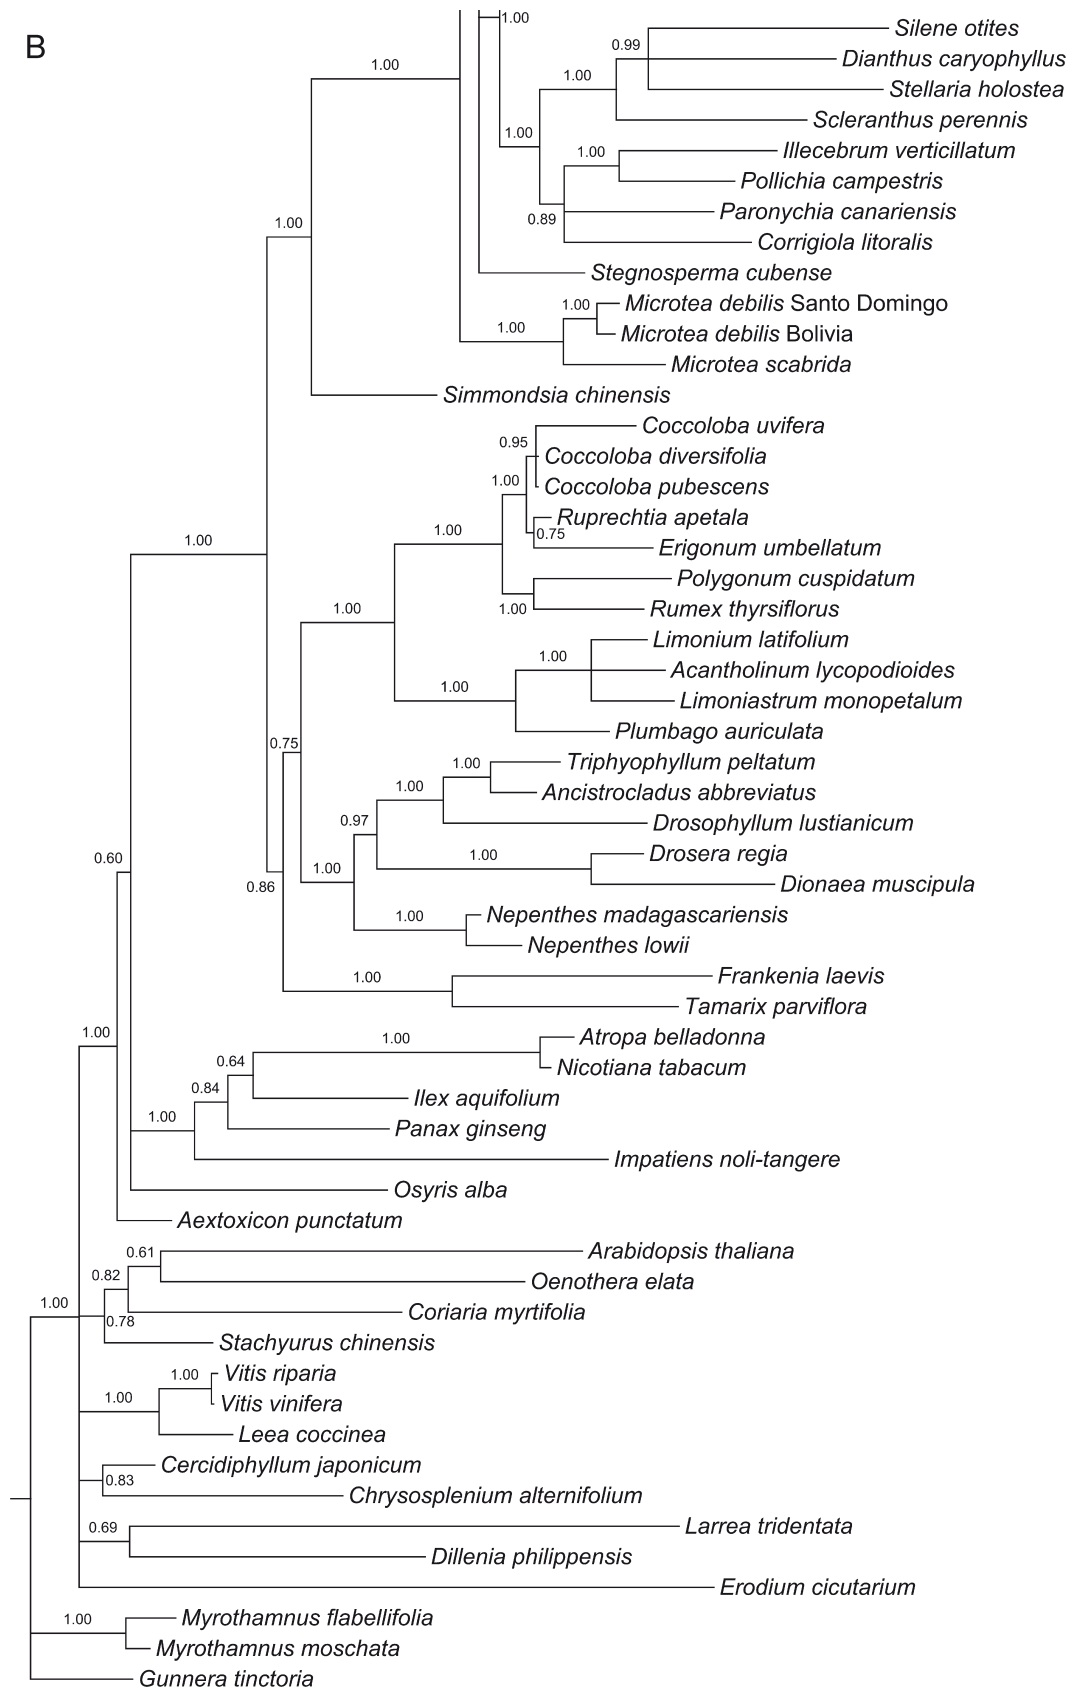 B
1.00
Silene otites
0.99
Dianthus caryophyllus
1.00
1.00
Stellaria holostea
Scleranthus perennis
1.00
1.00
Illecebrum verticillatum
Pollichia campestris
Paronychia canariensis
0.89
1.00
Corrigiola litoralis
Stegnosperma cubense
1.00
Microtea debilis Santo Domingo
1.00
Microtea debilis Bolivia
Microtea scabrida
Simmondsia chinensis
Coccoloba uvifera
0.95
Coccoloba diversifolia
1.00
Coccoloba pubescens
Ruprechtia apetala
1.00
0.75
1.00
Erigonum umbellatum
Polygonum cuspidatum
1.00
1.00
Rumex thyrsiflorus
Limonium latifolium
1.00
Acantholinum lycopodioides
1.00
Limoniastrum monopetalum
Plumbago auriculata
0.75
Triphyophyllum peltatum
1.00
1.00
Ancistrocladus abbreviatus
0.97
Drosophyllum lustianicum
0.60
1.00
Drosera regia
1.00
0.86
Dionaea muscipula
1.00
Nepenthes madagascariensis
Nepenthes lowii
1.00
Frankenia laevis
Tamarix parviflora
1.00
1.00
Atropa belladonna
0.64
Nicotiana tabacum
0.84
Ilex aquifolium
1.00
Panax ginseng
Impatiens noli-tangere
Osyris alba
Aextoxicon punctatum
0.61
Arabidopsis thaliana
0.82
Oenothera elata
1.00
Coriaria myrtifolia
0.78
Stachyurus chinensis
1.00
Vitis riparia
1.00
Vitis vinifera
Leea coccinea
Cercidiphyllum japonicum
0.83
Chrysosplenium alternifolium
0.69
Larrea tridentata
Dillenia philippensis
Erodium cicutarium
1.00
Myrothamnus flabellifolia
Myrothamnus moschata
Gunnera tinctoria